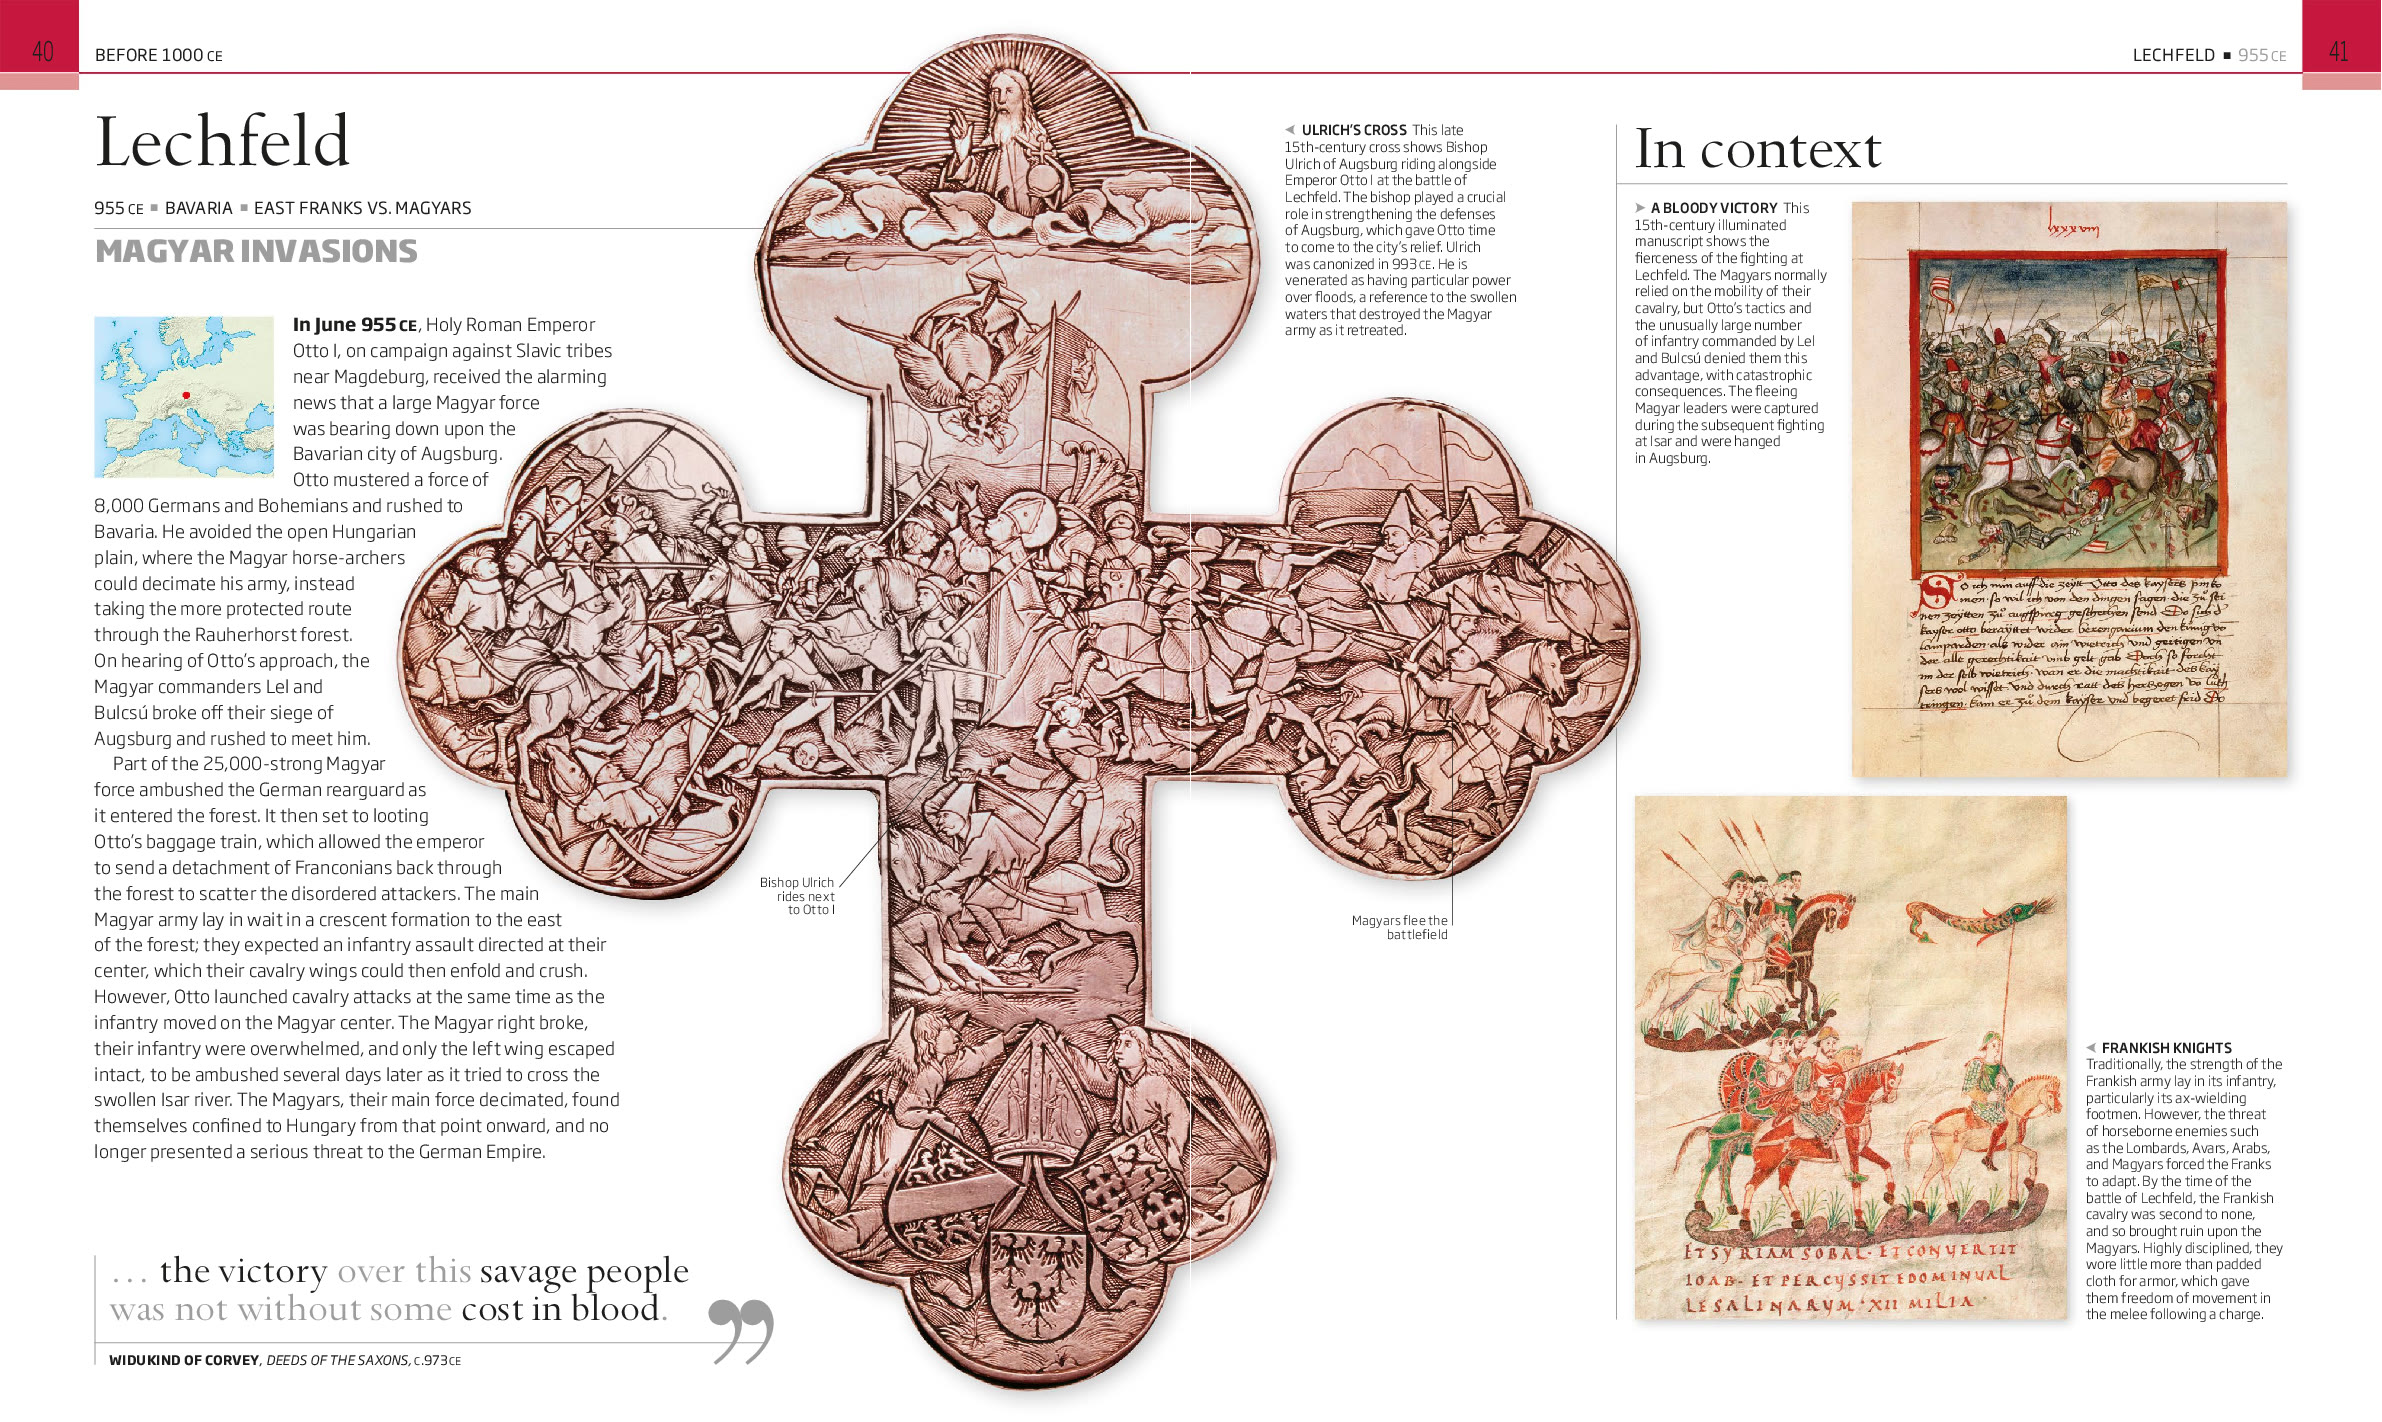 40
BEFORE 1000 CE
LECHFELD ■ 955 CE
41
Lechfeld
955 CE ■ BAVARIA ■ EAST FRANKS VS. MAGYARS
MAGYAR INVASIONS
In June 955 CE, Holy Roman Emperor
Otto I, on campaign against Slavic tribes
near Magdeburg, received the alarming
news that a large Magyar force
was bearing down upon the
Bavarian city of Augsburg.
Otto mustered a force of
8,000 Germans and Bohemians and rushed to
Bavaria. He avoided the open Hungarian
plain, where the Magyar horse-archers
could decimate his army, instead
taking the more protected route
through the Rauherhorst forest.
On hearing of Otto's approach, the
Magyar commanders Lel and
Bulcsú broke off their siege of
Augsburg and rushed to meet him.
Part of the 25,000-strong Magyar
force ambushed the German rearguard as
it entered the forest. It then set to looting
Otto's baggage train, which allowed the emperor
to send a detachment of Franconians back through
the forest to scatter the disordered attackers. The main
Magyar army lay in wait in a crescent formation to the east
of the forest; they expected an infantry assault directed at their
center, which their cavalry wings could then enfold and crush.
However, Otto launched cavalry attacks at the same time as the
infantry moved on the Magyar center. The Magyar right broke,
their infantry were overwhelmed, and only the left wing escaped
intact, to be ambushed several days later as it tried to cross the
swollen Isar river. The Magyars, their main force decimated, found
themselves confined to Hungary from that point onward, and no
longer presented a serious threat to the German Empire.
… the victory over this savage people
was not without some cost in blood.
”
WIDUKIND OF CORVEY, DEEDS OF THE SAXONS, C.973 CE
Bishop Ulrich
rides next
to Otto I
Magyars flee the
battlefield
◀ ULRICH'S CROSS This late
15th-century cross shows Bishop
Ulrich of Augsburg riding alongside
Emperor Otto I at the battle of
Lechfeld. The bishop played a crucial
role in strengthening the defenses
of Augsburg, which gave Otto time
to come to the city's relief. Ulrich
was canonized in 993 CE. He is
venerated as having particular power
over floods, a reference to the swollen
waters that destroyed the Magyar
army as it retreated.
In context
▶ A BLOODY VICTORY This
15th-century illuminated
manuscript shows the
fierceness of the fighting at
Lechfeld. The Magyars normally
relied on the mobility of their
cavalry, but Otto's tactics and
the unusually large number
of infantry commanded by Lel
and Bulcsú denied them this
advantage, with catastrophic
consequences. The fleeing
Magyar leaders were captured
during the subsequent fighting
at Isar and were hanged
in Augsburg.
ET SYRIAM SOBAL · ET CONVERTIT
IOAB · ET PERCUSSIT EDOM IN VAL
LE SALINARUM · XII MILIA ·
◀ FRANKISH KNIGHTS
Traditionally, the strength of the
Frankish army lay in its infantry,
particularly its ax-wielding
footmen. However, the threat
of horseborne enemies such
as the Lombards, Avars, Arabs,
and Magyars forced the Franks
to adapt. By the time of the
battle of Lechfeld, the Frankish
cavalry was second to none,
and so brought ruin upon the
Magyars. Highly disciplined, they
wore little more than padded
cloth for armor, which gave
them freedom of movement in
the melee following a charge.